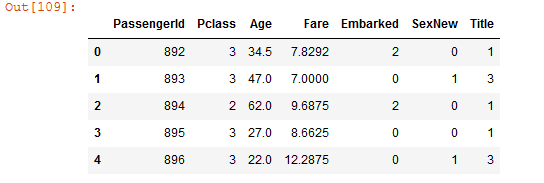 Out[109]:
PassengerId Pclass Age Fare Embarked SexNew Title
0 892 3 34.5 7.8292 2 0 1
1 893 3 47.0 7.0000 0 1 3
2 894 2 62.0 9.6875 2 0 1
3 895 3 27.0 8.6625 0 0 1
4 896 3 22.0 12.2875 0 1 3